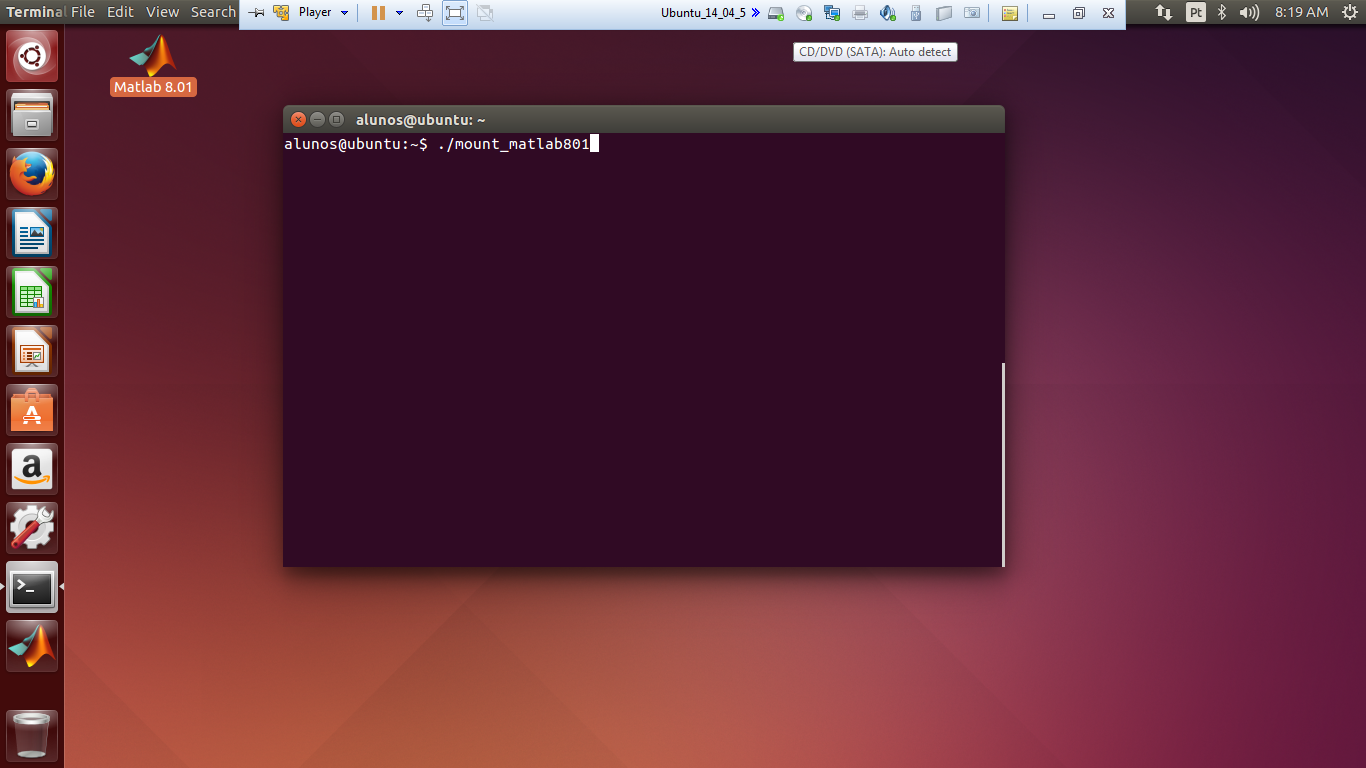 Terminal File Edit View Search
Player
Ubuntu_14_04_5
Pt
8:19 AM
CD/DVD (SATA): Auto detect
Matlab 8.01
alunos@ubuntu: ~
alunos@ubuntu:~$ ./mount_matlab801